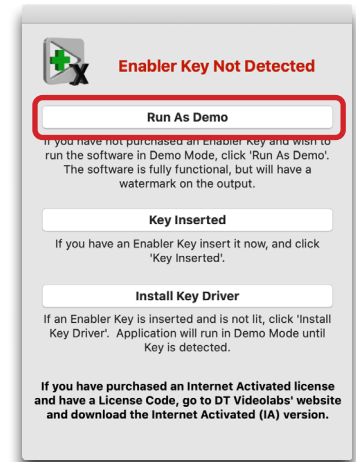 X
Enabler Key Not Detected
Run As Demo
If you have not purchased an Enabler Key and wish to
run the software in Demo Mode, click 'Run As Demo'.
The software is fully functional, but will have a
watermark on the output.
Key Inserted
If you have an Enabler Key insert it now, and click
'Key Inserted'.
Install Key Driver
If an Enabler Key is inserted and is not lit, click 'Install
Key Driver'.  Application will run in Demo Mode until
Key is detected.
If you have purchased an Internet Activated license
and have a License Code, go to DT Videolabs' website
and download the Internet Activated (IA) version.